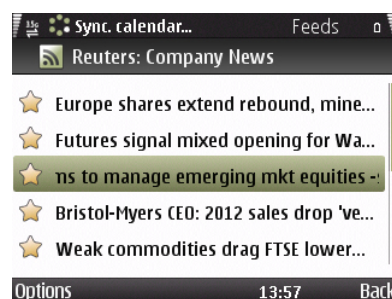 3.5G Sync. calendar... Feeds
Reuters: Company News
Europe shares extend rebound, mine...
Futures signal mixed opening for Wa...
ns to manage emerging mkt equities -
Bristol-Myers CEO: 2012 sales drop 've...
Weak commodities drag FTSE lower...
Options 13:57 Back